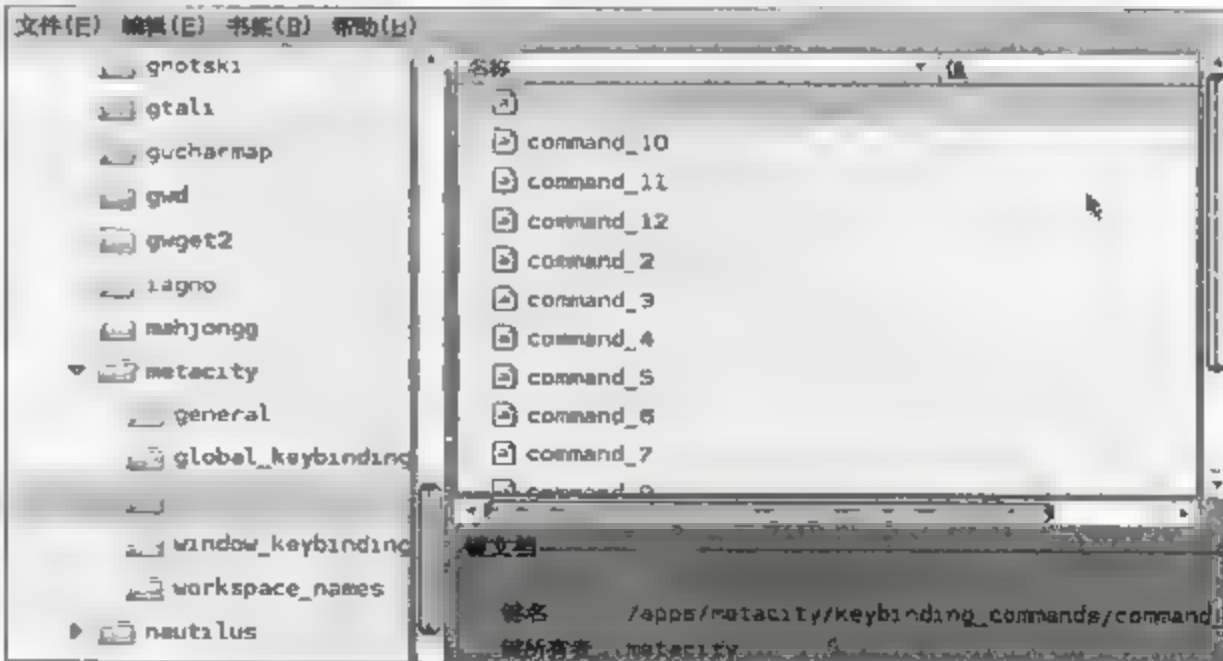 文件(E) 编辑(E) 书签(B) 帮助(H)
gnotski
gtali
gucharmap
gwd
gwget2
iagno
mahjongg
metacity
general
global_keybinding
window_keybinding
workspace_names
nautilus
名称
值
command_10
command_11
command_12
command_2
command_3
command_4
command_5
command_6
command_7
键文档
键名 /apps/metacity/keybinding_commands/command
键所有者 metacity